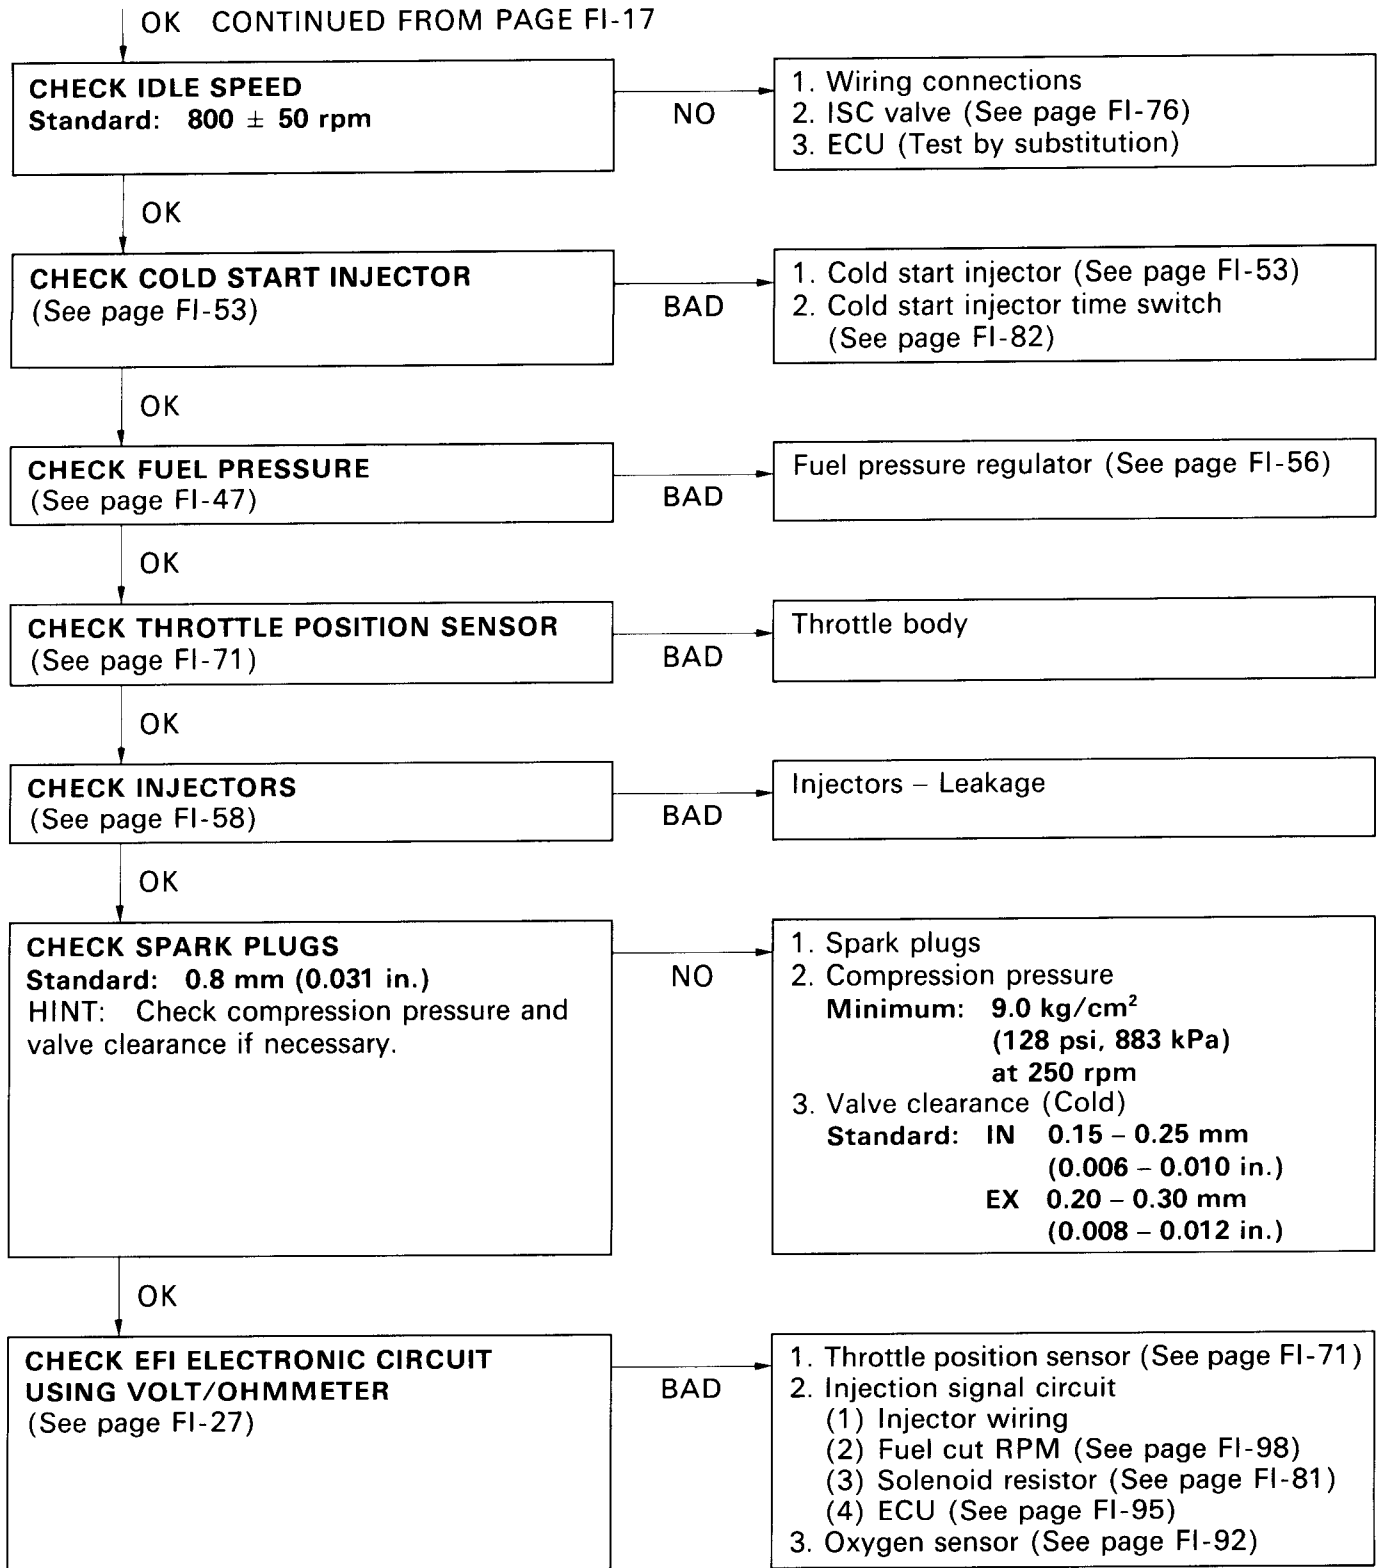 OK CONTINUED FROM PAGE FI-17
CHECK IDLE SPEED
Standard: 800 ± 50 rpm
NO
1. Wiring connections
2. ISC valve (See page FI-76)
3. ECU (Test by substitution)
OK
CHECK COLD START INJECTOR
(See page FI-53)
BAD
1. Cold start injector (See page FI-53)
2. Cold start injector time switch
(See page FI-82)
OK
CHECK FUEL PRESSURE
(See page FI-47)
BAD
Fuel pressure regulator (See page FI-56)
OK
CHECK THROTTLE POSITION SENSOR
(See page FI-71)
BAD
Throttle body
OK
CHECK INJECTORS
(See page FI-58)
BAD
Injectors – Leakage
OK
CHECK SPARK PLUGS
Standard: 0.8 mm (0.031 in.)
HINT: Check compression pressure and
valve clearance if necessary.
NO
1. Spark plugs
2. Compression pressure
Minimum: 9.0 kg/cm²
(128 psi, 883 kPa)
at 250 rpm
3. Valve clearance (Cold)
Standard: IN 0.15 – 0.25 mm
(0.006 – 0.010 in.)
EX 0.20 – 0.30 mm
(0.008 – 0.012 in.)
OK
CHECK EFI ELECTRONIC CIRCUIT
USING VOLT/OHMMETER
(See page FI-27)
BAD
1. Throttle position sensor (See page FI-71)
2. Injection signal circuit
(1) Injector wiring
(2) Fuel cut RPM (See page FI-98)
(3) Solenoid resistor (See page FI-81)
(4) ECU (See page FI-95)
3. Oxygen sensor (See page FI-92)